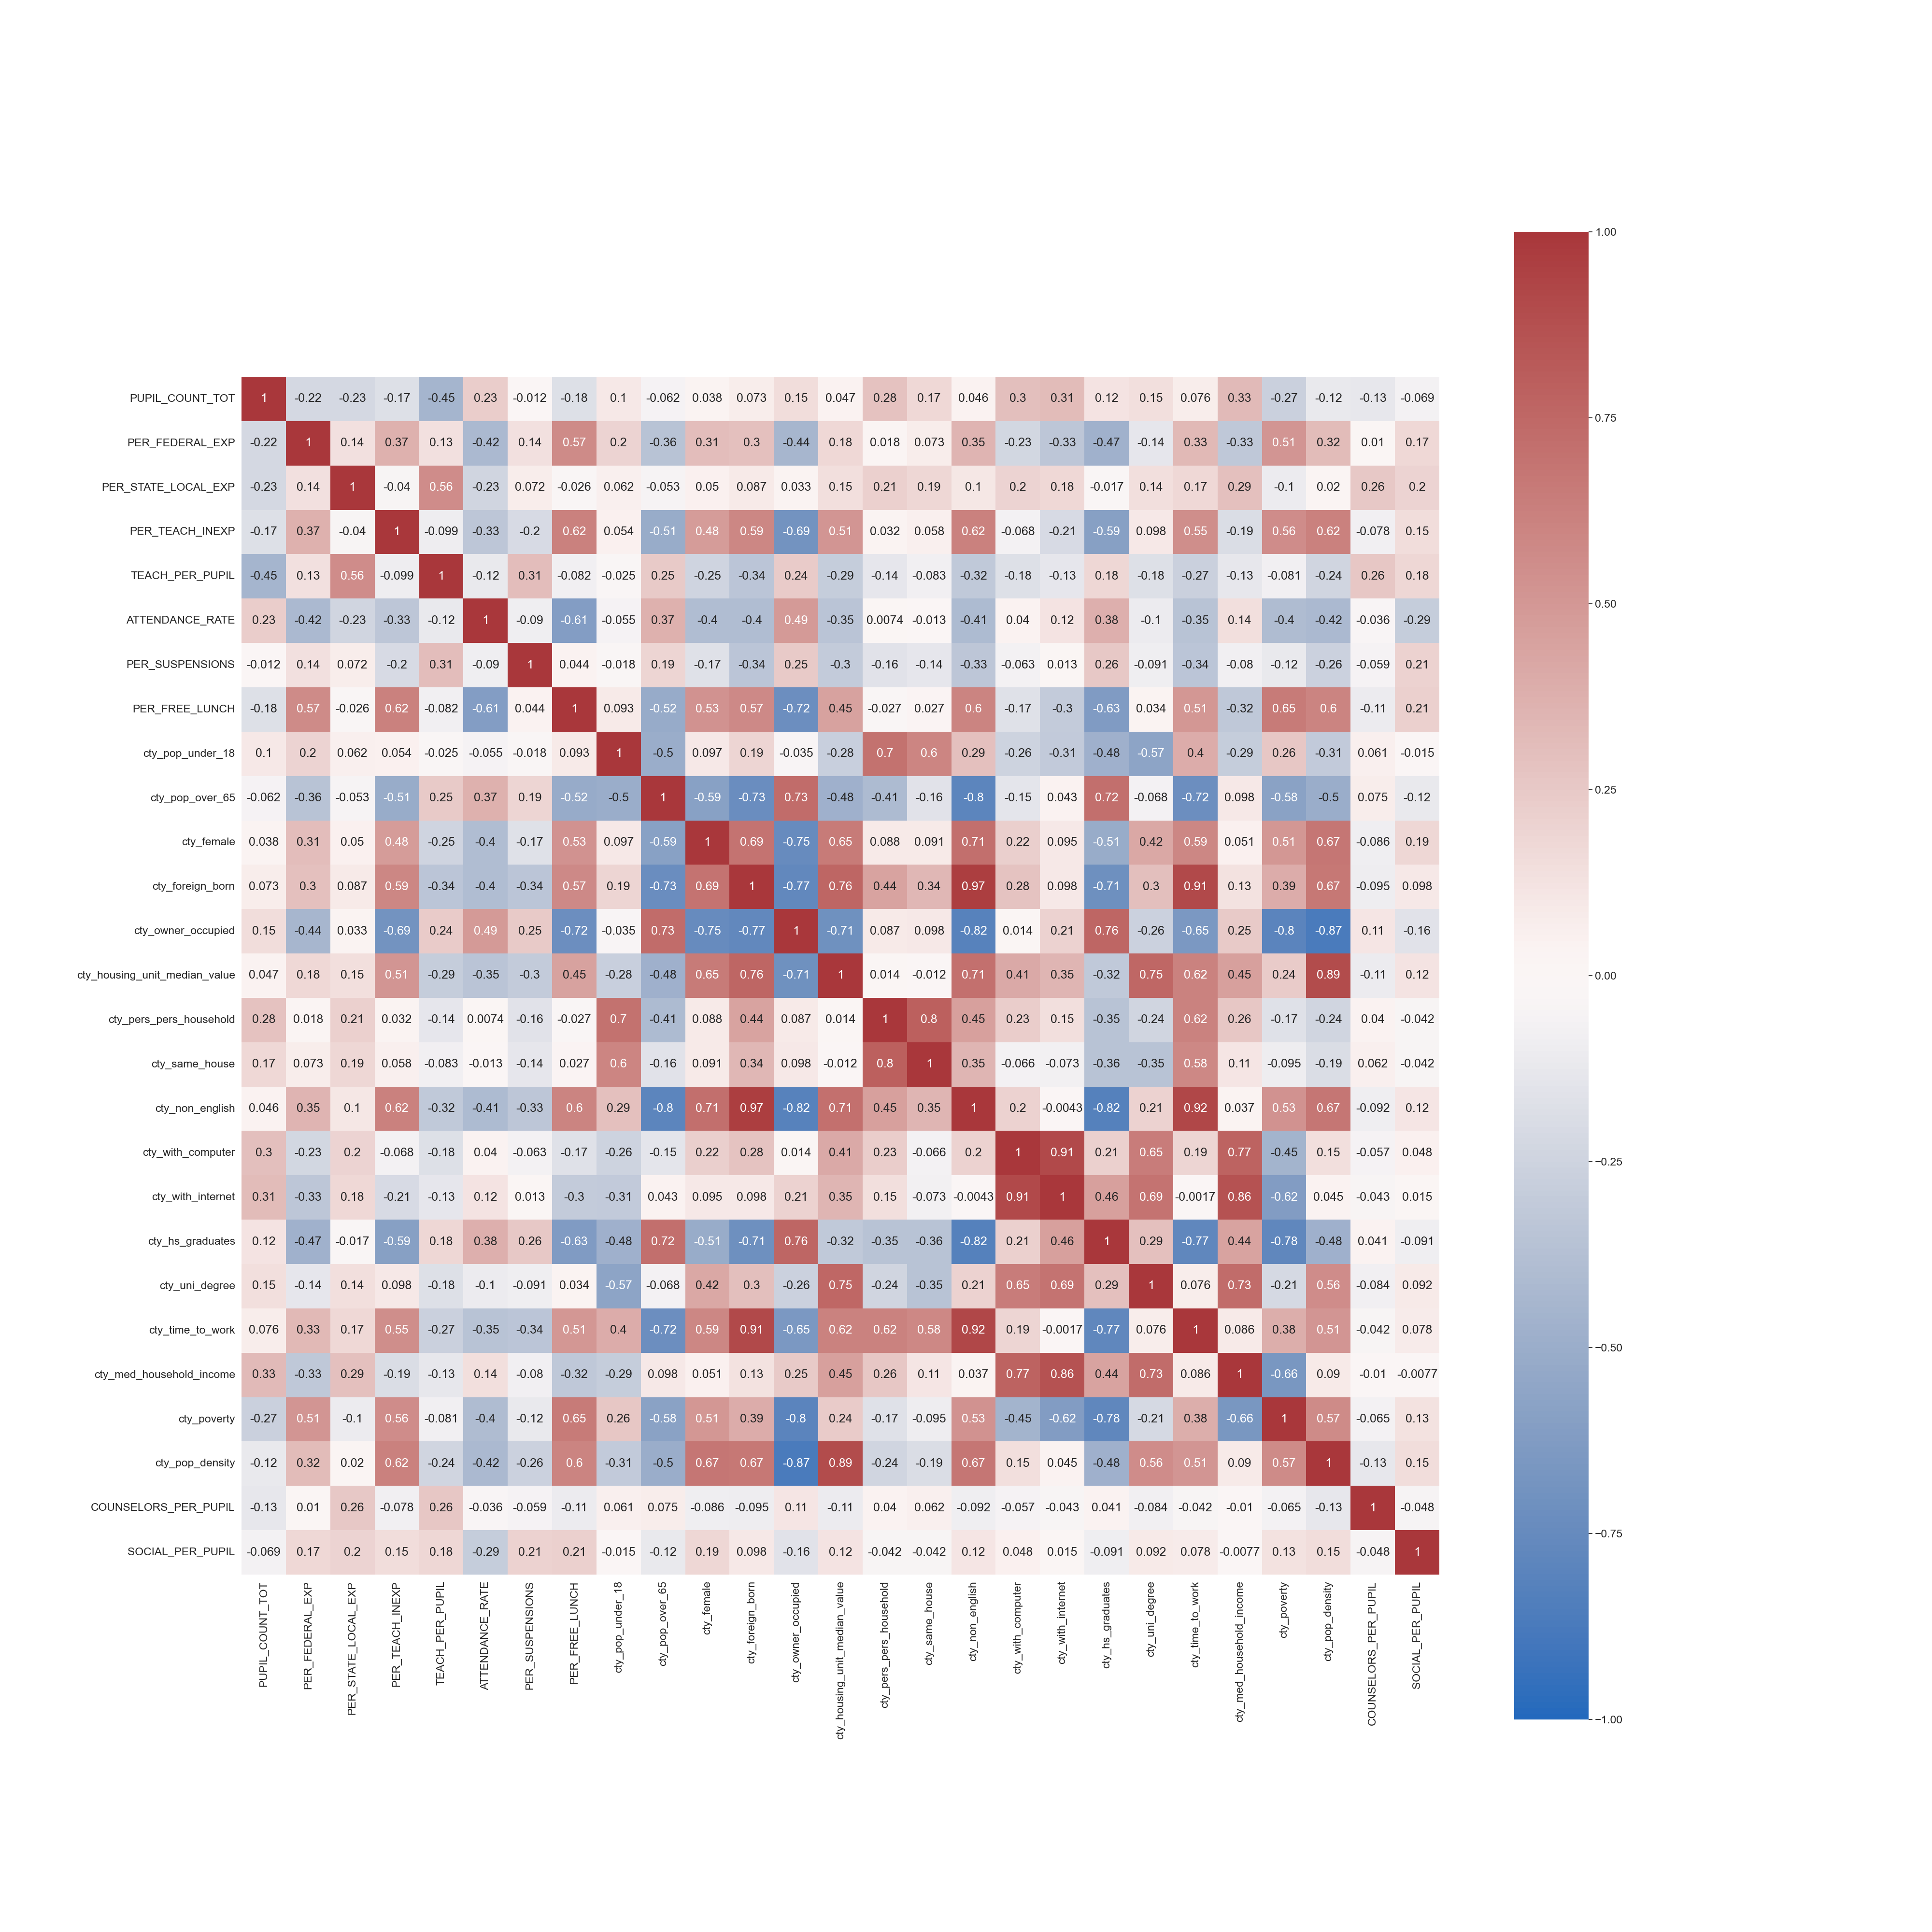 1.00
PUPIL_COUNT_TOT 1 -0.22 -0.23 -0.17 -0.45 0.23 -0.012 -0.18 0.1 -0.062 0.038 0.073 0.15 0.047 0.28 0.17 0.046 0.3 0.31 0.12 0.15 0.076 0.33 -0.27 -0.12 -0.13 -0.069
0.75
PER_FEDERAL_EXP -0.22 1 0.14 0.37 0.13 -0.42 0.14 0.57 0.2 -0.36 0.31 0.3 -0.44 0.18 0.018 0.073 0.35 -0.23 -0.33 -0.47 -0.14 0.33 -0.33 0.51 0.32 0.01 0.17
PER_STATE_LOCAL_EXP -0.23 0.14 1 -0.04 0.56 -0.23 0.072 -0.026 0.062 -0.053 0.05 0.087 0.033 0.15 0.21 0.19 0.1 0.2 0.18 -0.017 0.14 0.17 0.29 -0.1 0.02 0.26 0.2
PER_TEACH_INEXP -0.17 0.37 -0.04 1 -0.099 -0.33 -0.2 0.62 0.054 -0.51 0.48 0.59 -0.69 0.51 0.032 0.058 0.62 -0.068 -0.21 -0.59 0.098 0.55 -0.19 0.56 0.62 -0.078 0.15
TEACH_PER_PUPIL -0.45 0.13 0.56 -0.099 1 -0.12 0.31 -0.082 -0.025 0.25 -0.25 -0.34 0.24 -0.29 -0.14 -0.083 -0.32 -0.18 -0.13 0.18 -0.18 -0.27 -0.13 -0.081 -0.24 0.26 0.18
0.50
ATTENDANCE_RATE 0.23 -0.42 -0.23 -0.33 -0.12 1 -0.09 -0.61 -0.055 0.37 -0.4 -0.4 0.49 -0.35 0.0074 -0.013 -0.41 0.04 0.12 0.38 -0.1 -0.35 0.14 -0.4 -0.42 -0.036 -0.29
PER_SUSPENSIONS -0.012 0.14 0.072 -0.2 0.31 -0.09 1 0.044 -0.018 0.19 -0.17 -0.34 0.25 -0.3 -0.16 -0.14 -0.33 -0.063 0.013 0.26 -0.091 -0.34 -0.08 -0.12 -0.26 -0.059 0.21
PER_FREE_LUNCH -0.18 0.57 -0.026 0.62 -0.082 -0.61 0.044 1 0.093 -0.52 0.53 0.57 -0.72 0.45 -0.027 0.027 0.6 -0.17 -0.3 -0.63 0.034 0.51 -0.32 0.65 0.6 -0.11 0.21
cty_pop_under_18 0.1 0.2 0.062 0.054 -0.025 -0.055 -0.018 0.093 1 -0.5 0.097 0.19 -0.035 -0.28 0.7 0.6 0.29 -0.26 -0.31 -0.48 -0.57 0.4 -0.29 0.26 -0.31 0.061 -0.015
0.25
cty_pop_over_65 -0.062 -0.36 -0.053 -0.51 0.25 0.37 0.19 -0.52 -0.5 1 -0.59 -0.73 0.73 -0.48 -0.41 -0.16 -0.8 -0.15 0.043 0.72 -0.068 -0.72 0.098 -0.58 -0.5 0.075 -0.12
cty_female 0.038 0.31 0.05 0.48 -0.25 -0.4 -0.17 0.53 0.097 -0.59 1 0.69 -0.75 0.65 0.088 0.091 0.71 0.22 0.095 -0.51 0.42 0.59 0.051 0.51 0.67 -0.086 0.19
cty_foreign_born 0.073 0.3 0.087 0.59 -0.34 -0.4 -0.34 0.57 0.19 -0.73 0.69 1 -0.77 0.76 0.44 0.34 0.97 0.28 0.098 -0.71 0.3 0.91 0.13 0.39 0.67 -0.095 0.098
cty_owner_occupied 0.15 -0.44 0.033 -0.69 0.24 0.49 0.25 -0.72 -0.035 0.73 -0.75 -0.77 1 -0.71 0.087 0.098 -0.82 0.014 0.21 0.76 -0.26 -0.65 0.25 -0.8 -0.87 0.11 -0.16
cty_housing_unit_median_value 0.047 0.18 0.15 0.51 -0.29 -0.35 -0.3 0.45 -0.28 -0.48 0.65 0.76 -0.71 1 0.014 -0.012 0.71 0.41 0.35 -0.32 0.75 0.62 0.45 0.24 0.89 -0.11 0.12
0.00
cty_pers_pers_household 0.28 0.018 0.21 0.032 -0.14 0.0074 -0.16 -0.027 0.7 -0.41 0.088 0.44 0.087 0.014 1 0.8 0.45 0.23 0.15 -0.35 -0.24 0.62 0.26 -0.17 -0.24 0.04 -0.042
cty_same_house 0.17 0.073 0.19 0.058 -0.083 -0.013 -0.14 0.027 0.6 -0.16 0.091 0.34 0.098 -0.012 0.8 1 0.35 -0.066 -0.073 -0.36 -0.35 0.58 0.11 -0.095 -0.19 0.062 -0.042
cty_non_english 0.046 0.35 0.1 0.62 -0.32 -0.41 -0.33 0.6 0.29 -0.8 0.71 0.97 -0.82 0.71 0.45 0.35 1 0.2 -0.0043 -0.82 0.21 0.92 0.037 0.53 0.67 -0.092 0.12
cty_with_computer 0.3 -0.23 0.2 -0.068 -0.18 0.04 -0.063 -0.17 -0.26 -0.15 0.22 0.28 0.014 0.41 0.23 -0.066 0.2 1 0.91 0.21 0.65 0.19 0.77 -0.45 0.15 -0.057 0.048
−0.25
cty_with_internet 0.31 -0.33 0.18 -0.21 -0.13 0.12 0.013 -0.3 -0.31 0.043 0.095 0.098 0.21 0.35 0.15 -0.073 -0.0043 0.91 1 0.46 0.69 -0.0017 0.86 -0.62 0.045 -0.043 0.015
cty_hs_graduates 0.12 -0.47 -0.017 -0.59 0.18 0.38 0.26 -0.63 -0.48 0.72 -0.51 -0.71 0.76 -0.32 -0.35 -0.36 -0.82 0.21 0.46 1 0.29 -0.77 0.44 -0.78 -0.48 0.041 -0.091
cty_uni_degree 0.15 -0.14 0.14 0.098 -0.18 -0.1 -0.091 0.034 -0.57 -0.068 0.42 0.3 -0.26 0.75 -0.24 -0.35 0.21 0.65 0.69 0.29 1 0.076 0.73 -0.21 0.56 -0.084 0.092
cty_time_to_work 0.076 0.33 0.17 0.55 -0.27 -0.35 -0.34 0.51 0.4 -0.72 0.59 0.91 -0.65 0.62 0.62 0.58 0.92 0.19 -0.0017 -0.77 0.076 1 0.086 0.38 0.51 -0.042 0.078
−0.50
cty_med_household_income 0.33 -0.33 0.29 -0.19 -0.13 0.14 -0.08 -0.32 -0.29 0.098 0.051 0.13 0.25 0.45 0.26 0.11 0.037 0.77 0.86 0.44 0.73 0.086 1 -0.66 0.09 -0.01 -0.0077
cty_poverty -0.27 0.51 -0.1 0.56 -0.081 -0.4 -0.12 0.65 0.26 -0.58 0.51 0.39 -0.8 0.24 -0.17 -0.095 0.53 -0.45 -0.62 -0.78 -0.21 0.38 -0.66 1 0.57 -0.065 0.13
cty_pop_density -0.12 0.32 0.02 0.62 -0.24 -0.42 -0.26 0.6 -0.31 -0.5 0.67 0.67 -0.87 0.89 -0.24 -0.19 0.67 0.15 0.045 -0.48 0.56 0.51 0.09 0.57 1 -0.13 0.15
COUNSELORS_PER_PUPIL -0.13 0.01 0.26 -0.078 0.26 -0.036 -0.059 -0.11 0.061 0.075 -0.086 -0.095 0.11 -0.11 0.04 0.062 -0.092 -0.057 -0.043 0.041 -0.084 -0.042 -0.01 -0.065 -0.13 1 -0.048
−0.75
SOCIAL_PER_PUPIL -0.069 0.17 0.2 0.15 0.18 -0.29 0.21 0.21 -0.015 -0.12 0.19 0.098 -0.16 0.12 -0.042 -0.042 0.12 0.048 0.015 -0.091 0.092 0.078 -0.0077 0.13 0.15 -0.048 1
−1.00
PUPIL_COUNT_TOT
PER_FEDERAL_EXP
PER_STATE_LOCAL_EXP
PER_TEACH_INEXP
TEACH_PER_PUPIL
ATTENDANCE_RATE
PER_SUSPENSIONS
PER_FREE_LUNCH
cty_pop_under_18
cty_pop_over_65
cty_female
cty_foreign_born
cty_owner_occupied
cty_housing_unit_median_value
cty_pers_pers_household
cty_same_house
cty_non_english
cty_with_computer
cty_with_internet
cty_hs_graduates
cty_uni_degree
cty_time_to_work
cty_med_household_income
cty_poverty
cty_pop_density
COUNSELORS_PER_PUPIL
SOCIAL_PER_PUPIL